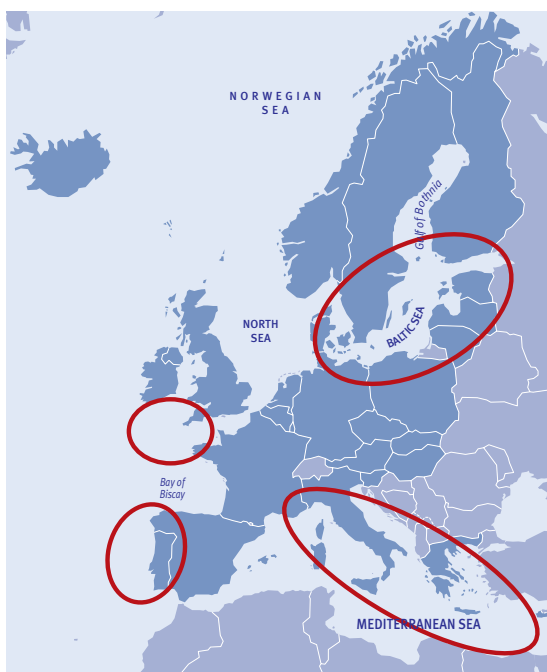 NORWEGIAN
SEA
Gulf of Bothnia
NORTH
SEA
BALTIC SEA
Bay of
Biscay
MEDITERRANEAN SEA